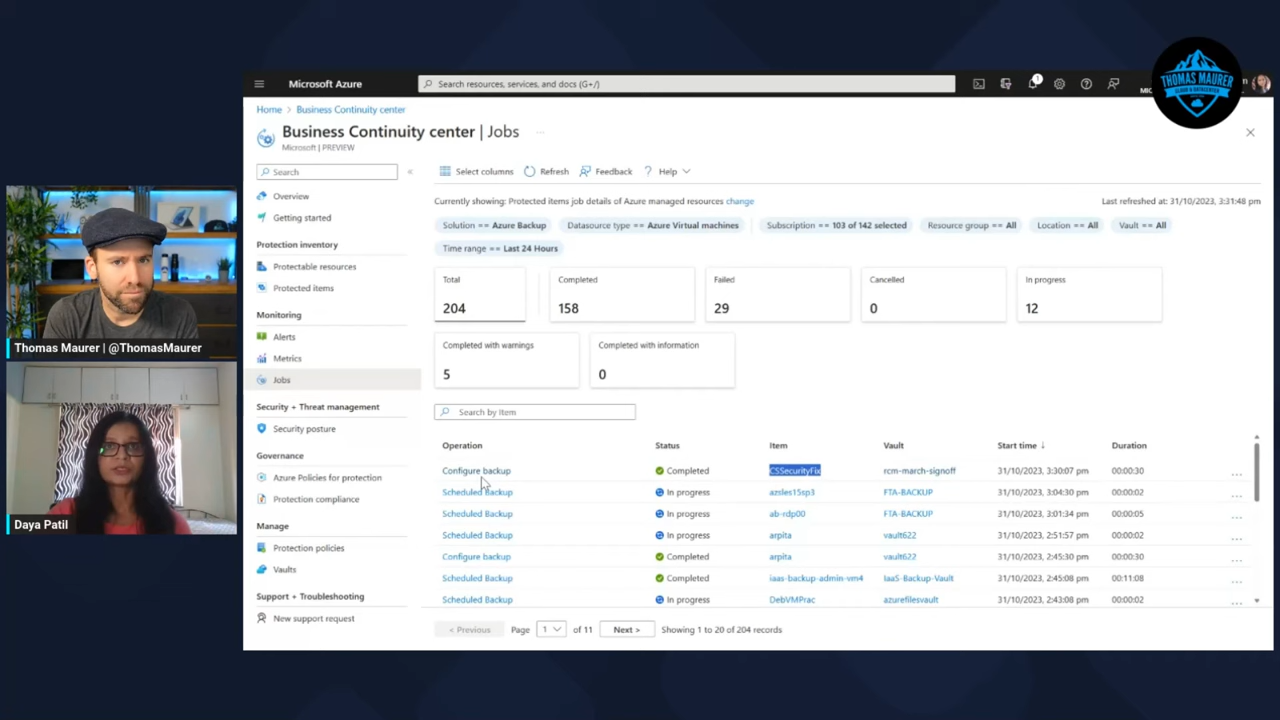 THOMAS MAURER
CLOUD & DATACENTER
Microsoft Azure
Search resources, services, and docs (G+/)
1
Home > Business Continuity center >
Business Continuity center | Jobs ...
Microsoft | PREVIEW
Search
«
Select columns
Refresh
Feedback
Help
Currently showing: Protected items job details of Azure managed resources change
Last refreshed at: 31/10/2023, 3:31:48 pm
Solution == Azure Backup
Datasource type == Azure Virtual machines
Subscription == 103 of 142 selected
Resource group == All
Location == All
Vault == All
Time range == Last 24 Hours
Overview
Getting started
Protection inventory
Protectable resources
Protected items
Monitoring
Alerts
Metrics
Jobs
Security + Threat management
Security posture
Governance
Azure Policies for protection
Protection compliance
Manage
Protection policies
Vaults
Support + Troubleshooting
New support request
Total
204
Completed
158
Failed
29
Cancelled
0
In progress
12
Completed with warnings
5
Completed with information
0
Search by Item
Operation Status Item Vault Start time ↓ Duration
Configure backup Completed CSSecurityFix rcm-march-signoff 31/10/2023, 3:30:07 pm 00:00:30 ...
Scheduled Backup In progress azsles15sp3 FTA-BACKUP 31/10/2023, 3:04:30 pm 00:00:02 ...
Scheduled Backup In progress ab-rdp00 FTA-BACKUP 31/10/2023, 3:01:34 pm 00:00:05 ...
Scheduled Backup In progress arpita vault622 31/10/2023, 2:51:57 pm 00:00:02 ...
Configure backup Completed arpita vault622 31/10/2023, 2:45:30 pm 00:00:30 ...
Scheduled Backup Completed iaas-backup-admin-vm4 IaaS-Backup-Vault 31/10/2023, 2:45:08 pm 00:11:08 ...
Scheduled Backup In progress DebVMPrac azurefilesvault 31/10/2023, 2:43:08 pm 00:00:02 ...
< Previous Page 1 of 11 Next > Showing 1 to 20 of 204 records
Thomas Maurer | @ThomasMaurer
Daya Patil